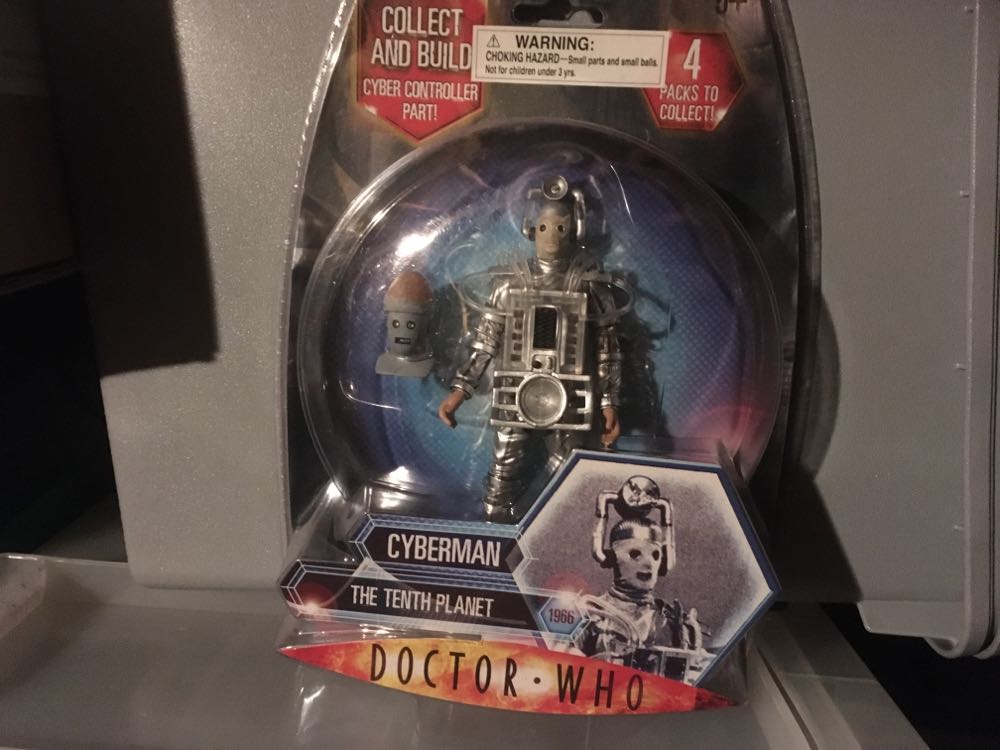 COLLECT
AND BUILD
CYBER CONTROLLER
PART!
WARNING:
CHOKING HAZARD—Small parts and small balls.
Not for children under 3 yrs.
4
PACKS TO
COLLECT!
CYBERMAN
THE TENTH PLANET
1966
DOCTOR·WHO